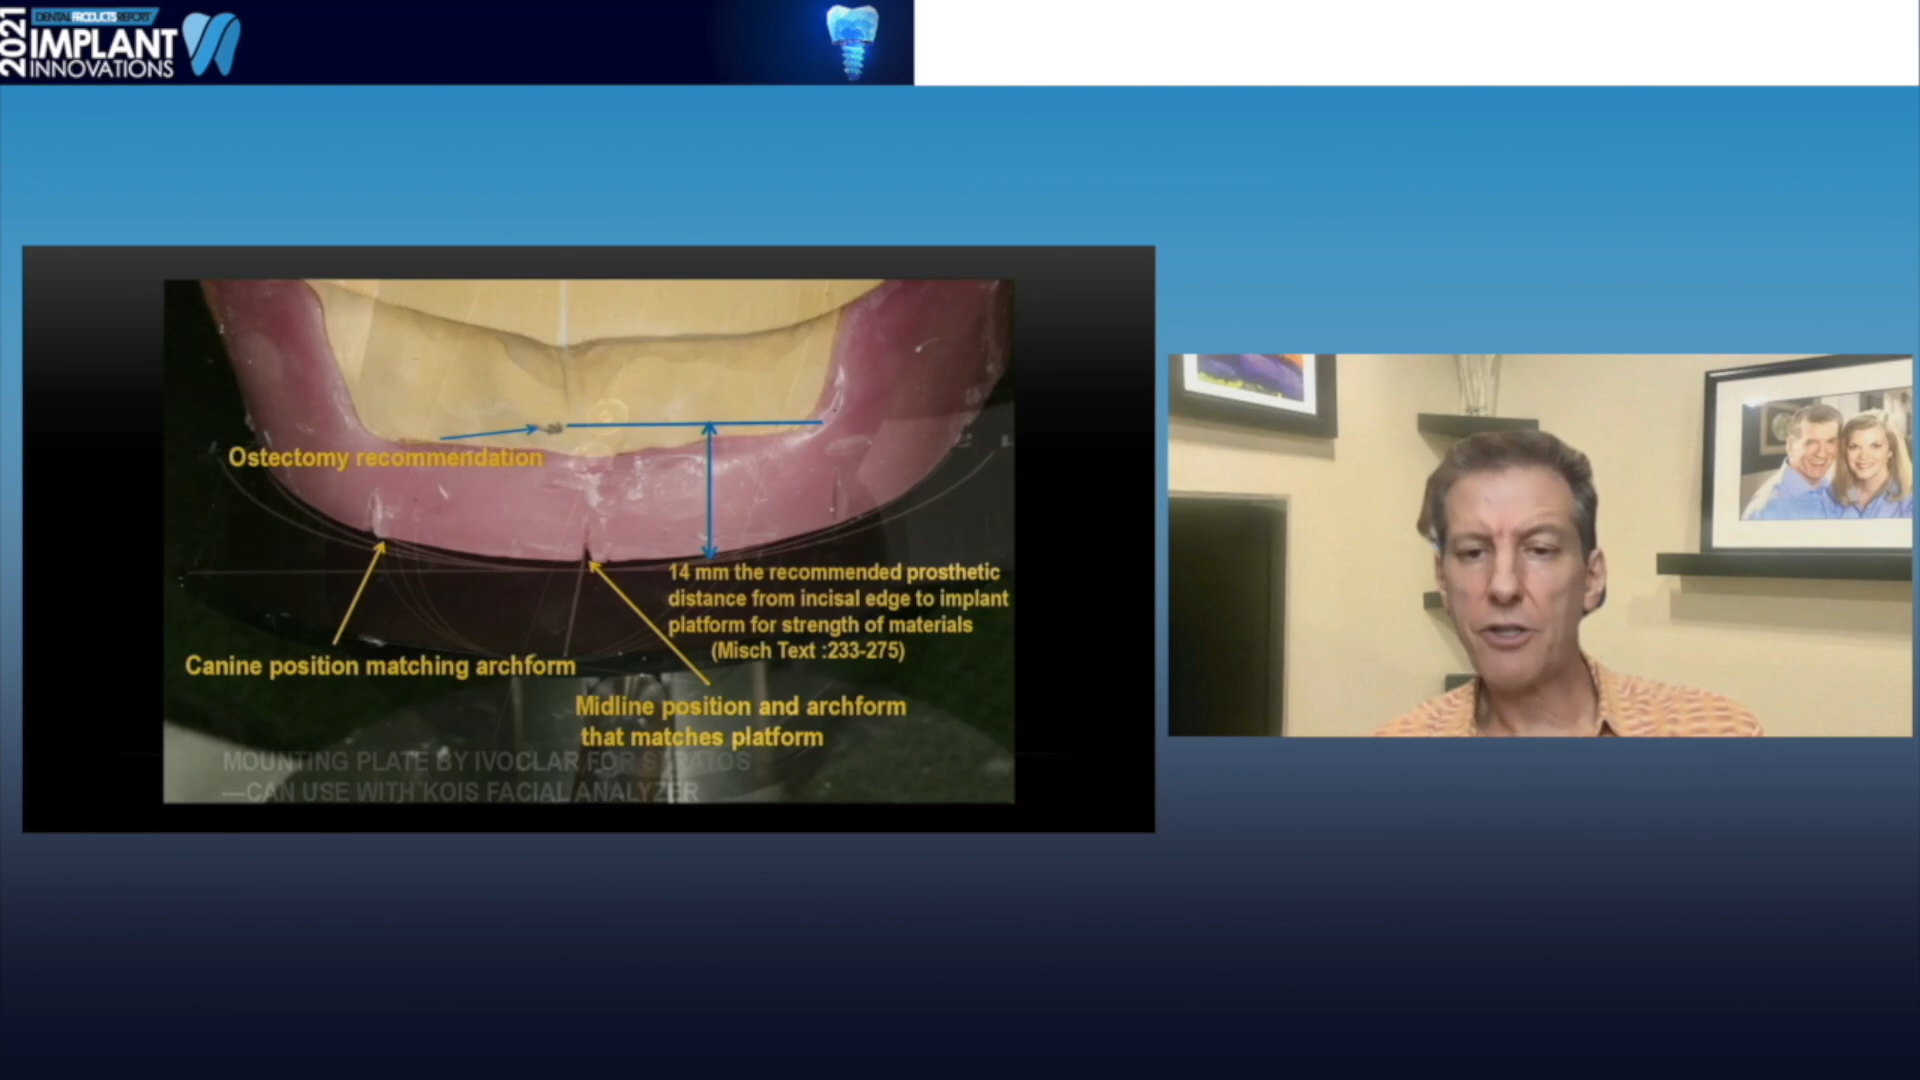 2021
DENTAL PRODUCTS REPORT
IMPLANT
INNOVATIONS
Ostectomy recommendation
14 mm the recommended prosthetic
distance from incisal edge to implant
platform for strength of materials
(Misch Text :233-275)
Canine position matching archform
Midline position and archform
that matches platform
MOUNTING PLATE BY IVOCLAR FOR STRATOS
—CAN USE WITH KOIS FACIAL ANALYZER